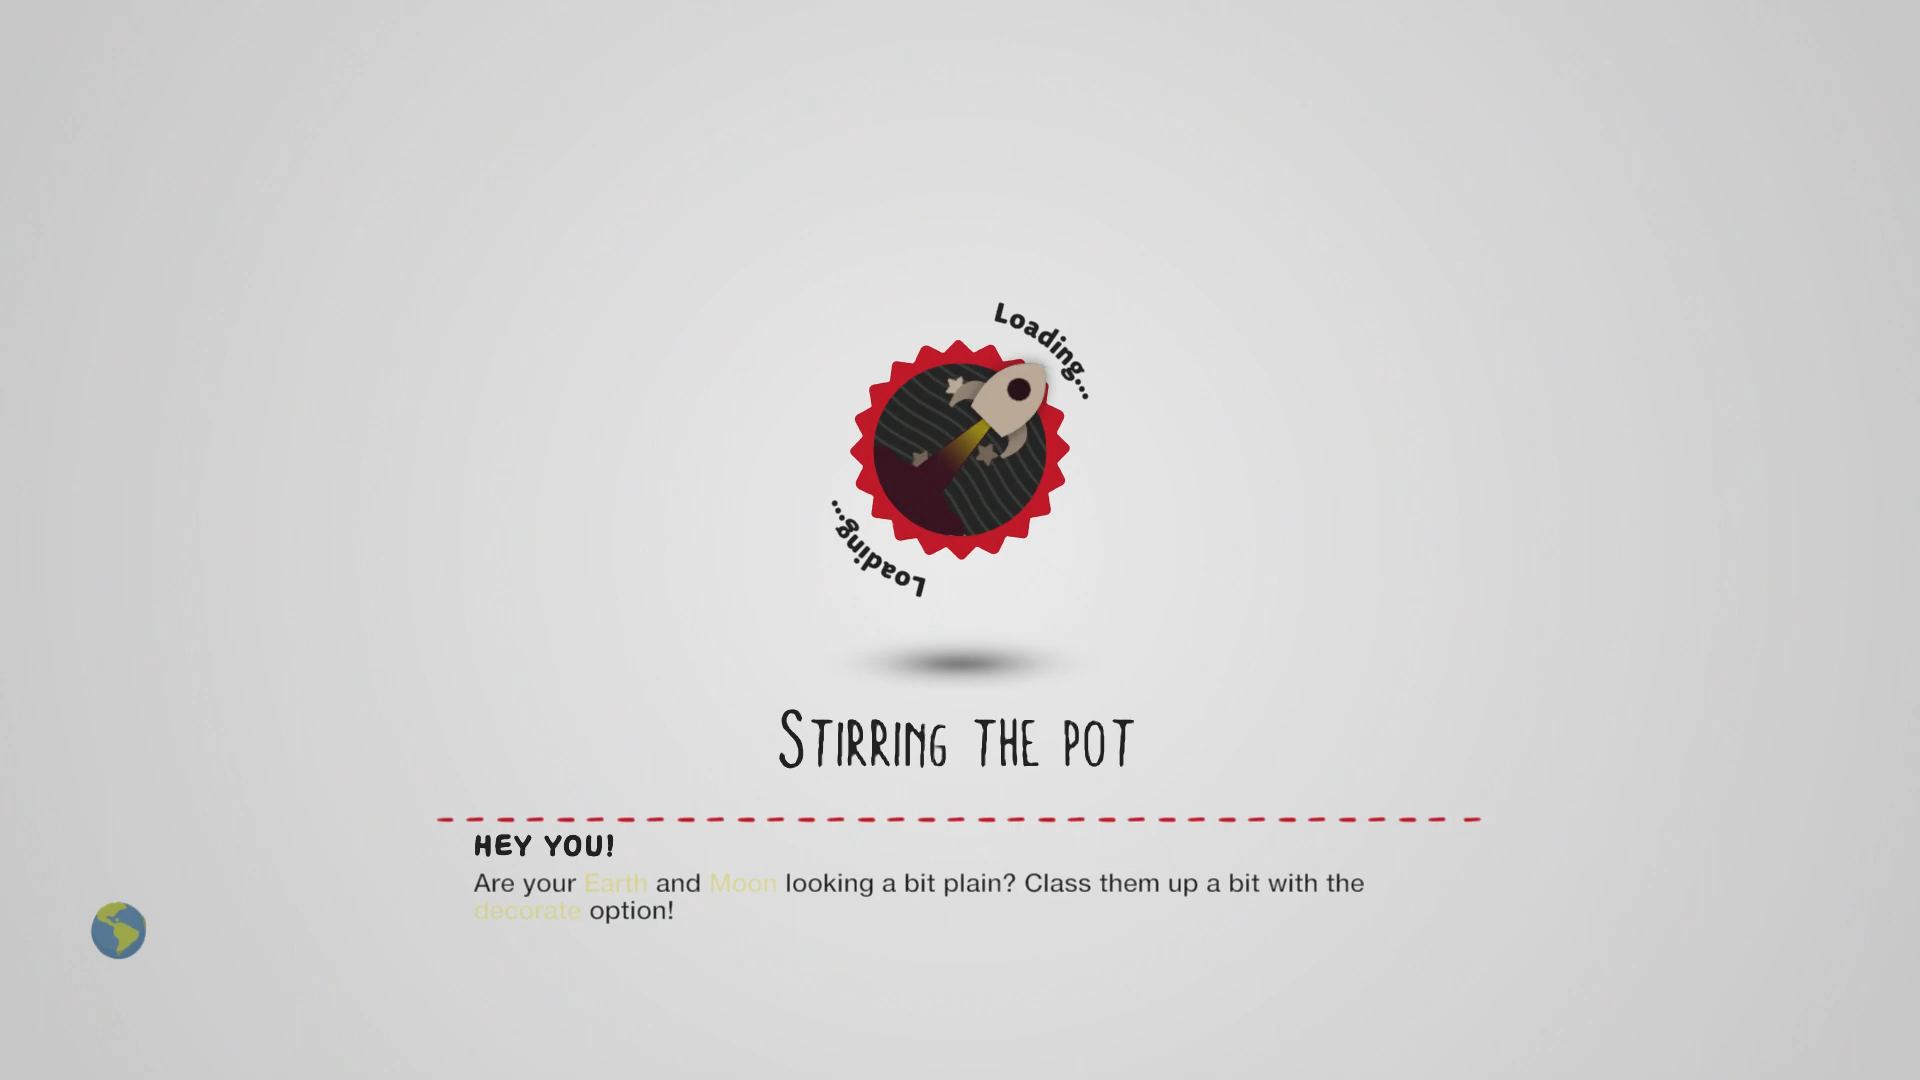 Loading...
Loading...
STIRRING THE POT
HEY YOU!
Are your Earth and Moon looking a bit plain? Class them up a bit with the
decorate option!